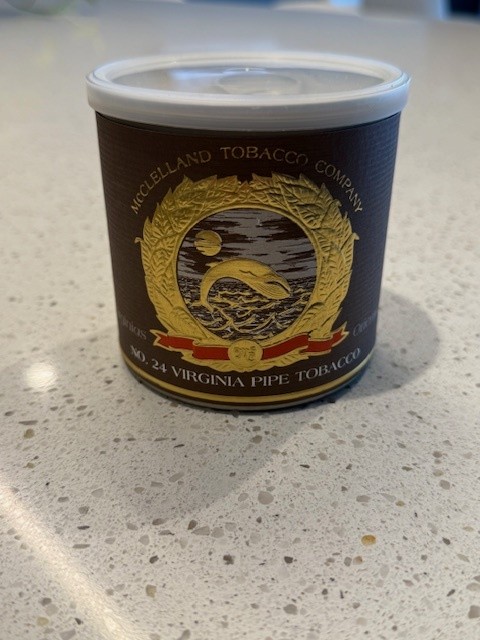 MCCLELLAND TOBACCO COMPANY
NO. 24 VIRGINIA PIPE TOBACCO